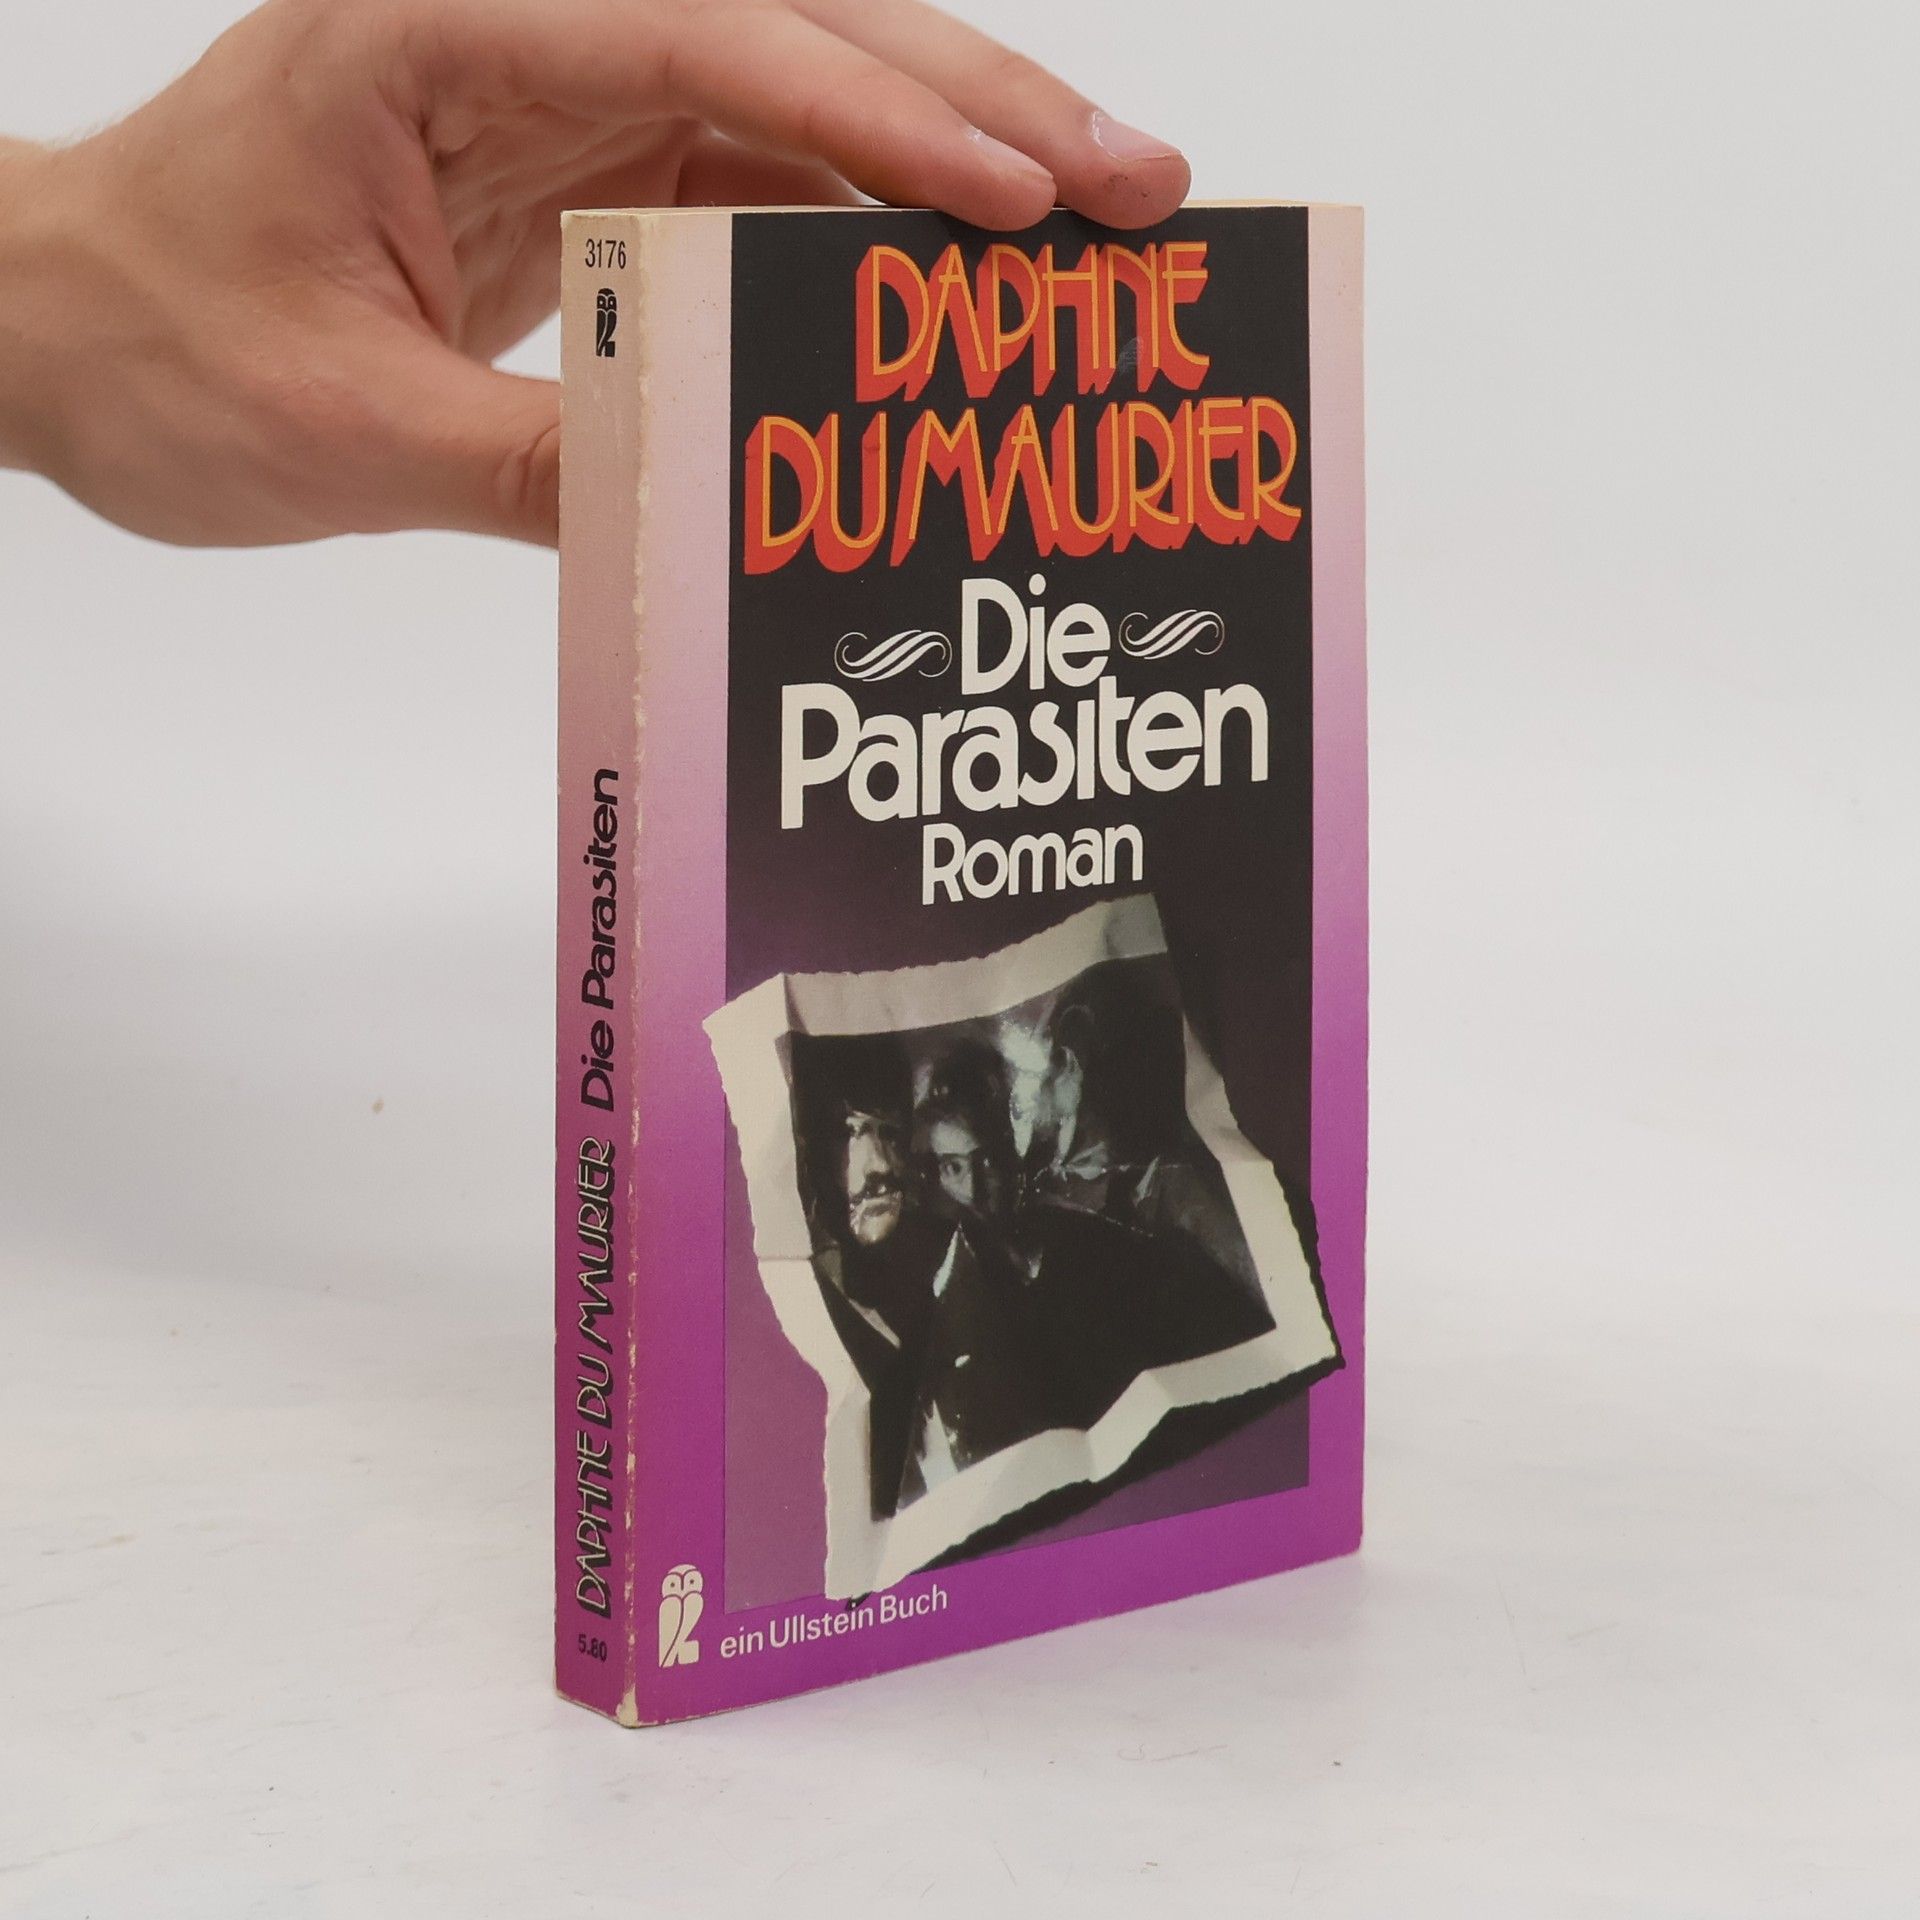 3176
DAPHNE DU MAURIER Die Parasiten
5.80
DAPHNE
DU MAURIER
Die
Parasiten
Roman
ein Ullstein Buch